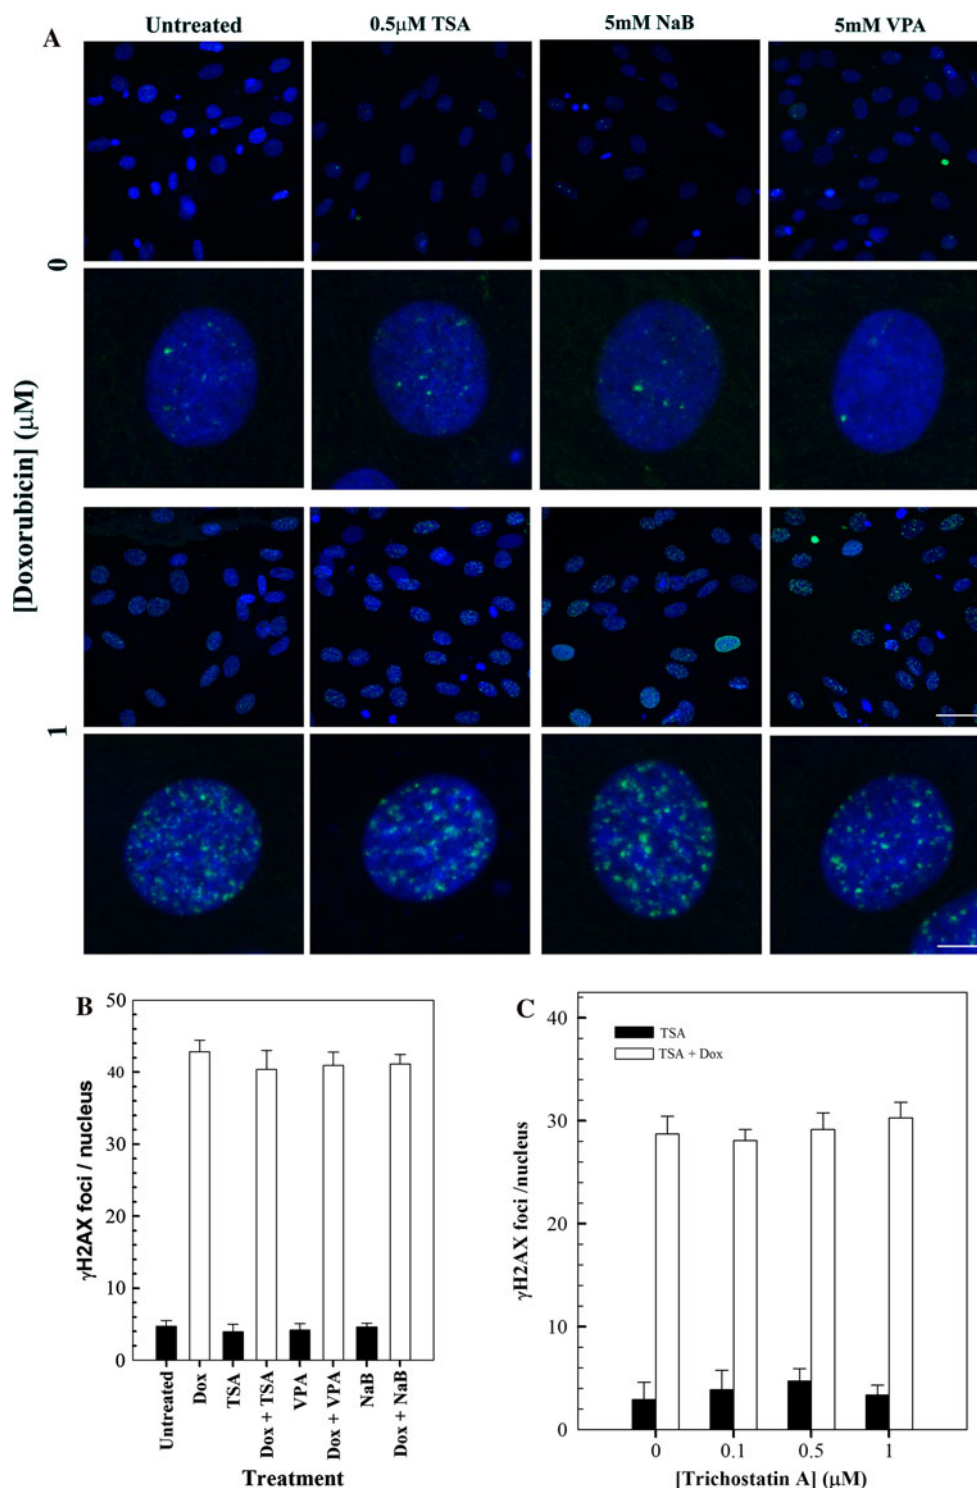 A
Untreated
0.5μM TSA
5mM NaB
5mM VPA
[Doxorubicin] (μM)
0
1
B
γH2AX foci / nucleus
50
40
30
20
10
0
Untreated
Dox
TSA
Dox + TSA
VPA
Dox + VPA
NaB
Dox + NaB
Treatment
C
γH2AX foci /nucleus
40
30
20
10
0
TSA
TSA + Dox
0
0.1
0.5
1
[Trichostatin A] (μM)